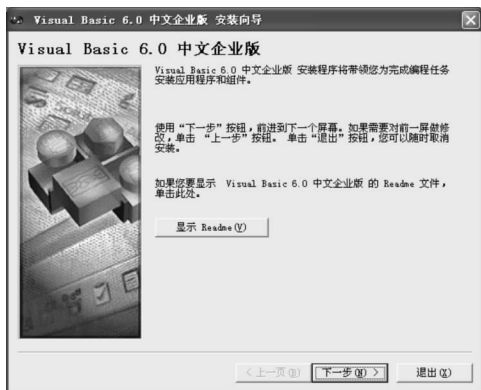 Visual Basic 6.0 中文企业版 安装向导
Visual Basic 6.0 中文企业版
Visual Basic 6.0 中文企业版 安装程序将带领您为完成编程任务
安装应用程序和组件。
使用“下一步”按钮，前进到下一个屏幕。如果需要对前一屏做修
改，单击 “上一步”按钮。 单击“退出”按钮，您可以随时取消
安装。
如果您要显示 Visual Basic 6.0 中文企业版 的 Readme 文件，
单击此处。
显示 Readme(V)
<上一页(B) 下一步(N) > 退出(X)